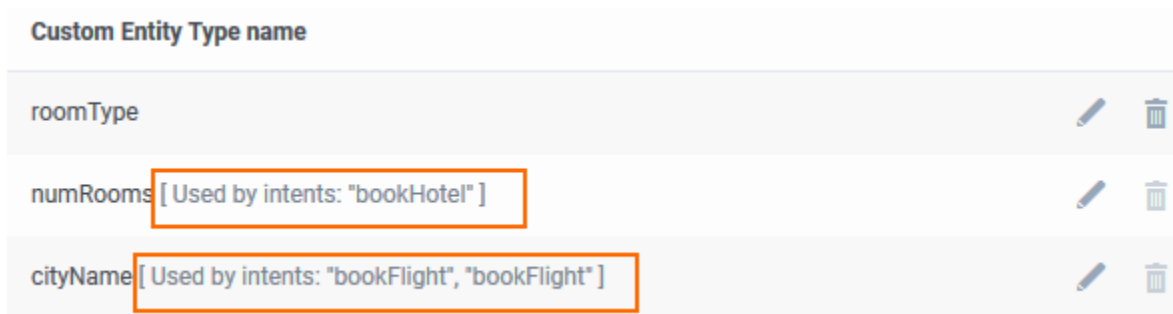 Custom Entity Type name
roomType
numRooms [ Used by intents: "bookHotel" ]
cityName [ Used by intents: "bookFlight", "bookFlight" ]